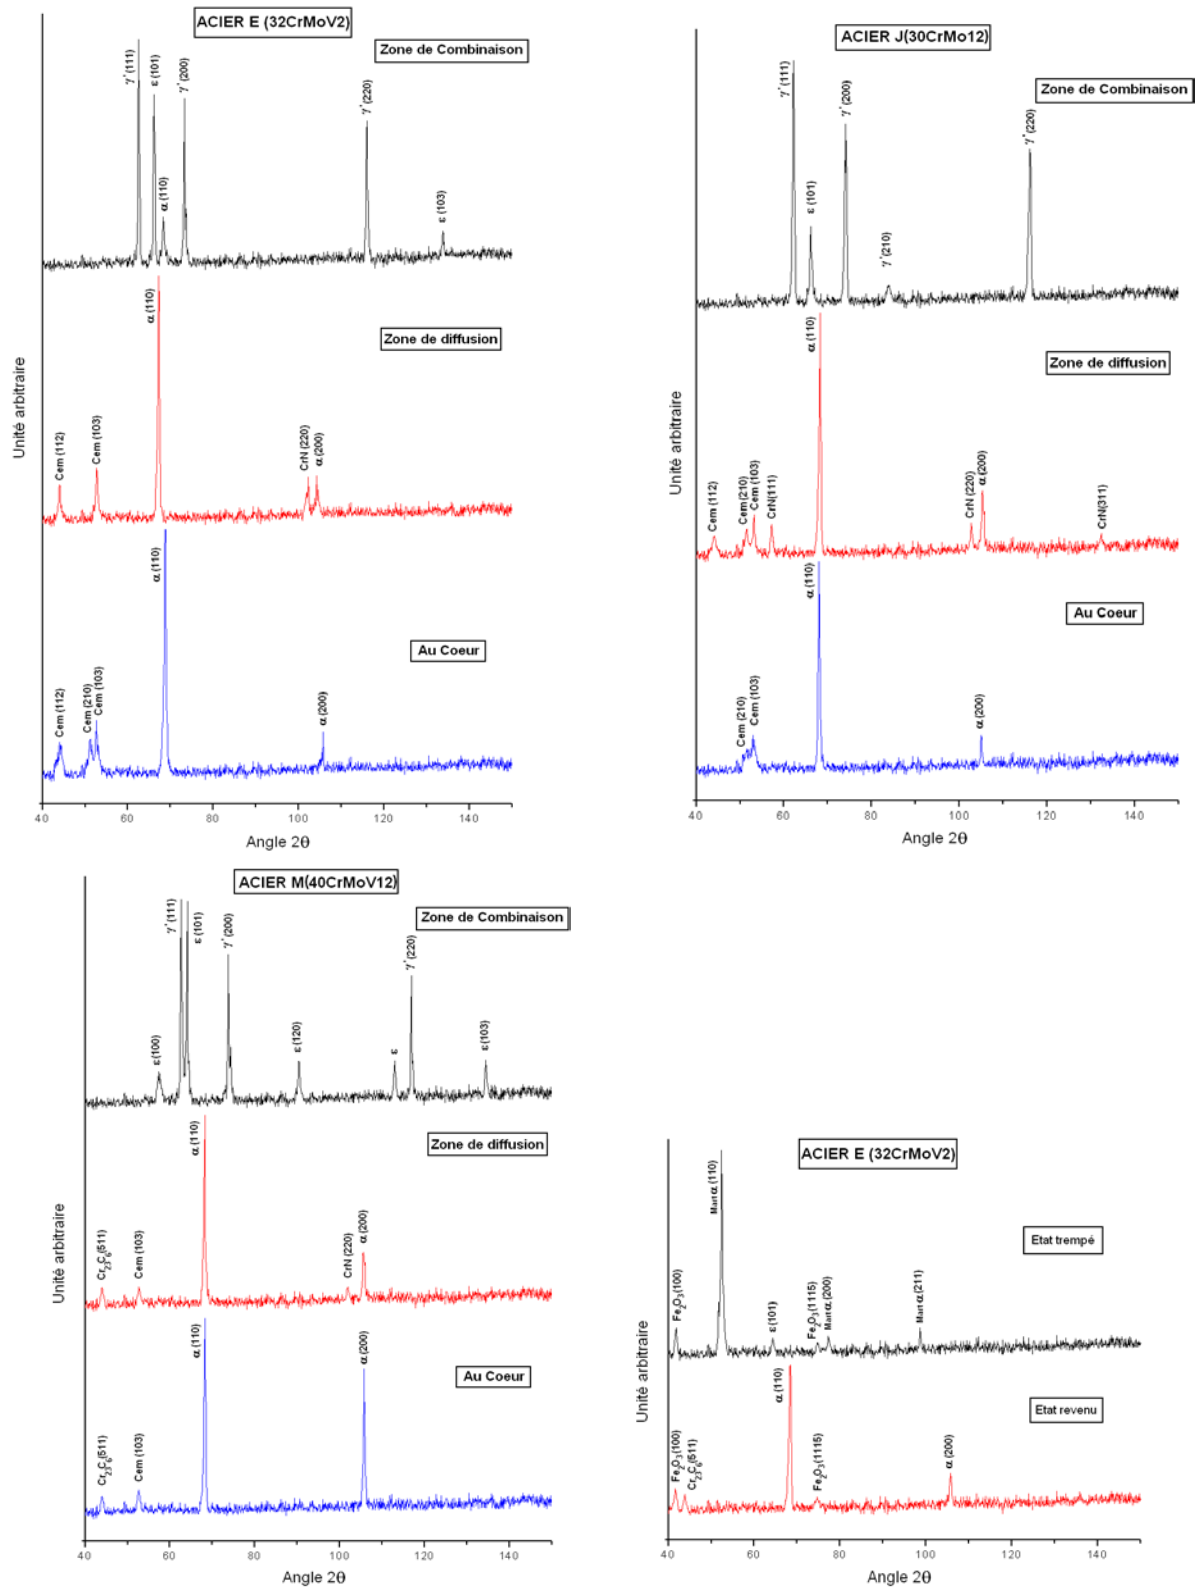 ACIER E (32CrMoV2)
Zone de Combinaison
γ' (111)
ε (101)
α (110)
γ' (200)
γ' (220)
ε (103)
Zone de diffusion
Cem (112)
Cem (103)
α (110)
CrN (220)
α (200)
Au Coeur
Cem (112)
Cem (210)
Cem (103)
α (110)
α (200)
Unité arbitraire
40 60 80 100 120 140
Angle 2θ
ACIER J(30CrMo12)
Zone de Combinaison
γ' (111)
ε (101)
γ' (200)
γ' (210)
γ' (220)
Zone de diffusion
Cem (112)
Cem (210)
Cem (103)
CrN(111)
α (110)
CrN (220)
α (200)
CrN(311)
Au Coeur
Cem (210)
Cem (103)
α (110)
α (200)
Unité arbitraire
40 60 80 100 120 140
Angle 2θ
ACIER M(40CrMoV12)
Zone de Combinaison
ε (100)
γ' (111)
ε (101)
γ' (200)
ε (120)
ε
γ' (220)
ε (103)
Zone de diffusion
Cr23C6(511)
Cem (103)
α (110)
CrN (220)
α (200)
Au Coeur
Cr23C6(511)
Cem (103)
α (110)
α (200)
Unité arbitraire
40 60 80 100 120 140
Angle 2θ
ACIER E (32CrMoV2)
Etat trempé
Fe2O3(100)
Mart α (110)
ε (101)
Fe2O3(1115)
Mart α (200)
Mart α (211)
Etat revenu
Fe2O3(100)
Cr23C6(511)
α (110)
Fe2O3(1115)
α (200)
Unité arbitraire
40 60 80 100 120 140
Angle 2θ